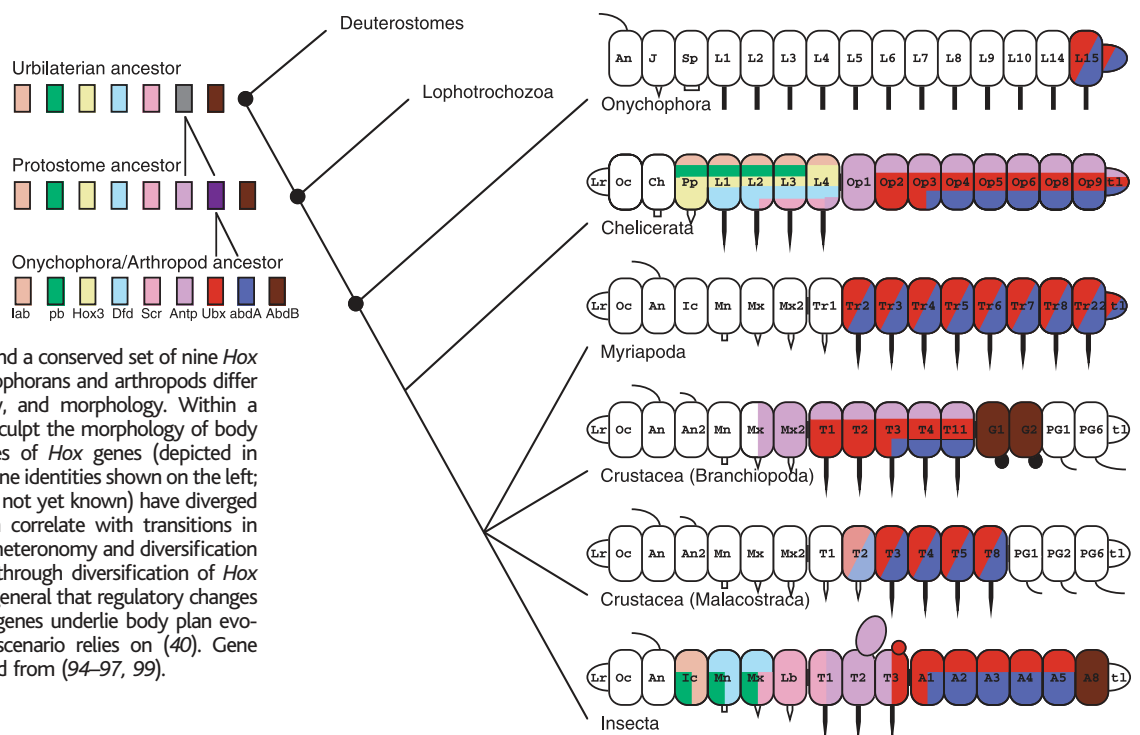 Deuterostomes
Urbilaterian ancestor
Lophotrochozoa
Protostome ancestor
Onychophora/Arthropod ancestor
lab pb Hox3 Dfd Scr Antp Ubx abdA AbdB
An J Sp L1 L2 L3 L4 L5 L6 L7 L8 L9 L10 L14 L15
Onychophora
Lr Oc Ch Pp L1 L2 L3 L4 Op1 Op2 Op3 Op4 Op5 Op6 Op8 Op9 tl
Chelicerata
Lr Oc An Ic Mn Mx Mx2 Tr1 Tr2 Tr3 Tr4 Tr5 Tr6 Tr7 Tr8 Tr22 tl
Myriapoda
Lr Oc An An2 Mn Mx Mx2 T1 T2 T3 T4 T11 G1 G2 PG1 PG6 tl
Crustacea (Branchiopoda)
Lr Oc An An2 Mn Mx Mx2 T1 T2 T3 T4 T5 T8 PG1 PG2 PG6 tl
Crustacea (Malacostraca)
Lr Oc An Ic Mn Mx Lb T1 T2 T3 A1 A2 A3 A4 A5 A8 tl
Insecta
nd a conserved set of nine Hox
ophorans and arthropods differ
y, and morphology. Within a
culpt the morphology of body
es of Hox genes (depicted in
ne identities shown on the left;
not yet known) have diverged
correlate with transitions in
heteronomy and diversification
through diversification of Hox
general that regulatory changes
genes underlie body plan evo-
scenario relies on (40). Gene
d from (94–97, 99).